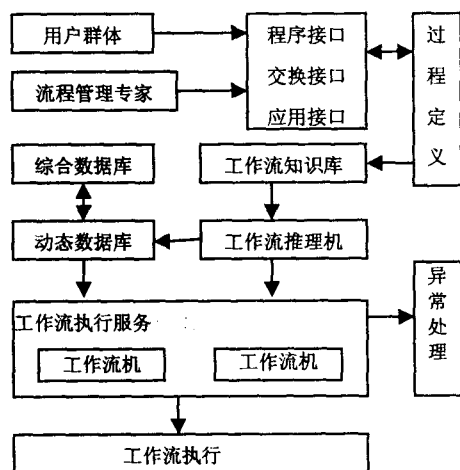 用户群体
流程管理专家
程序接口
交换接口
应用接口
过程定义
综合数据库
工作流知识库
动态数据库
工作流推理机
异常处理
工作流执行服务
工作流机
工作流机
工作流执行